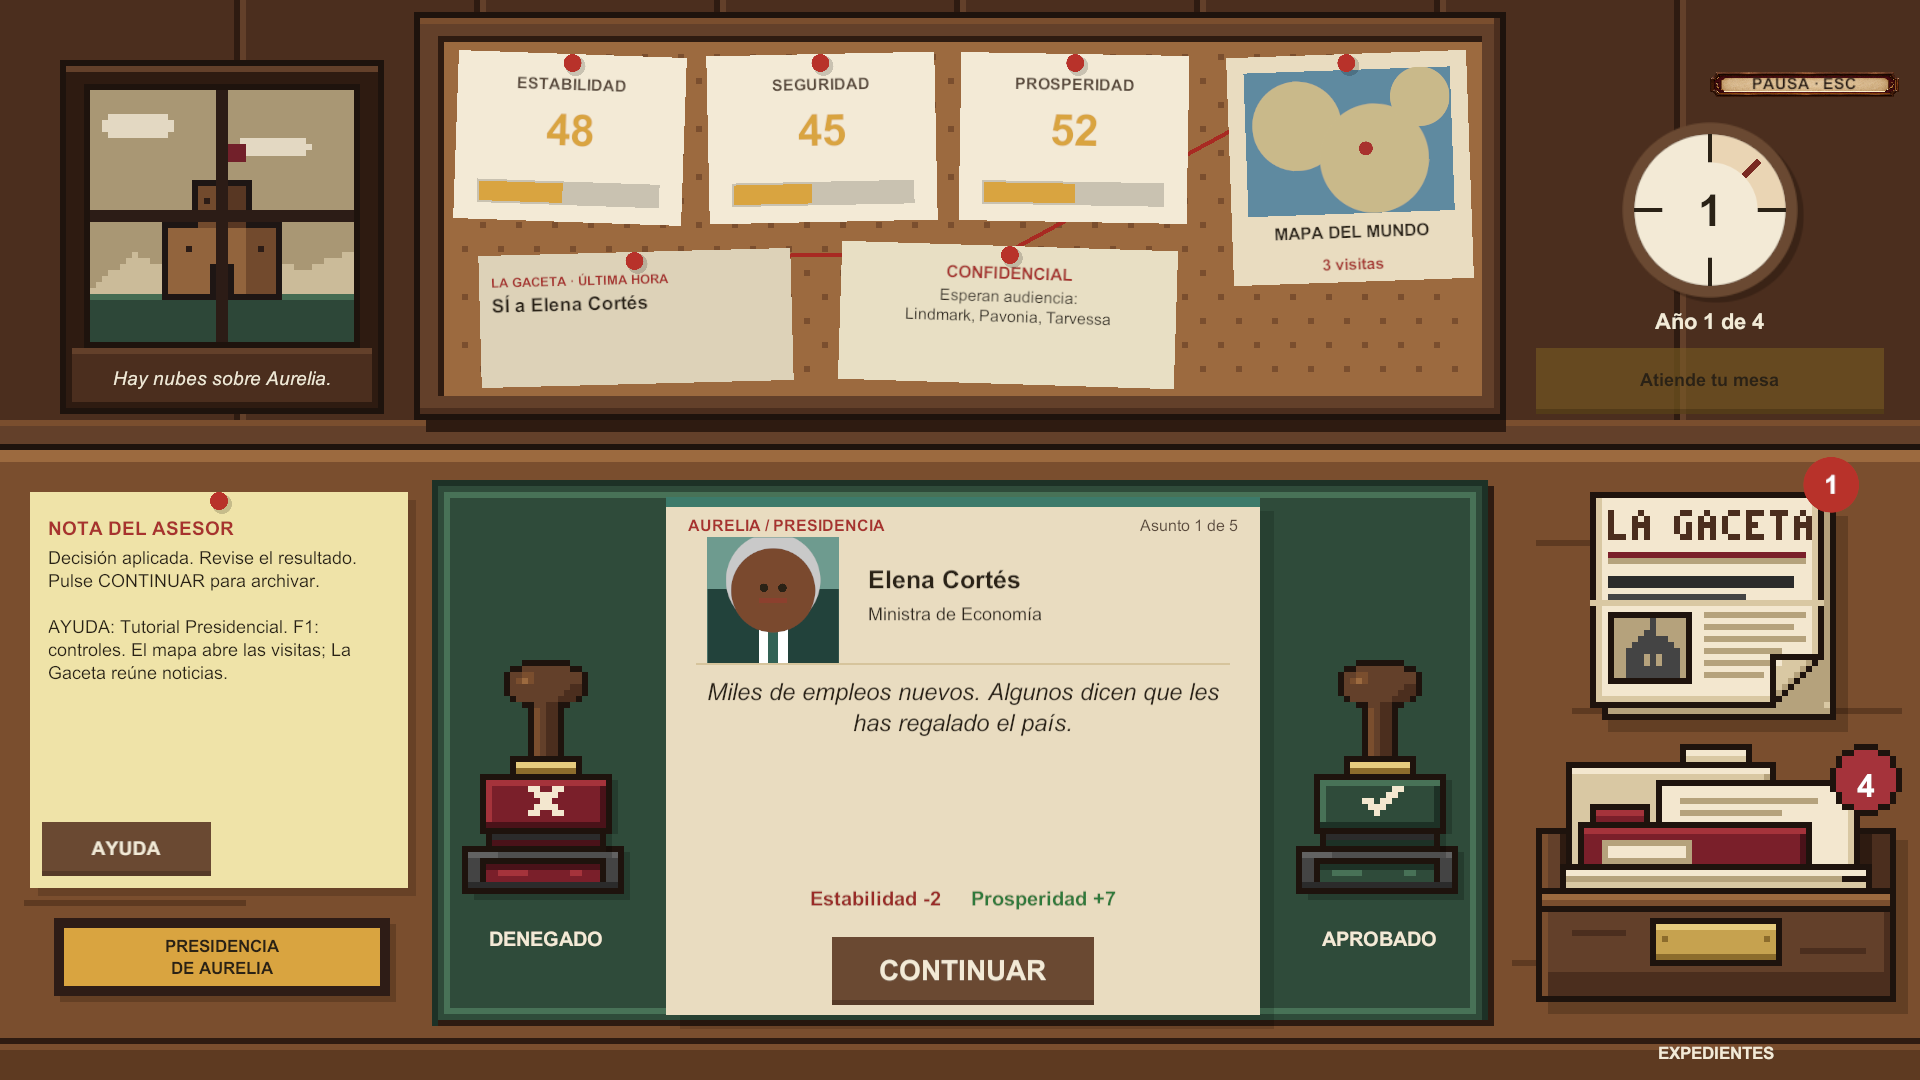 ESTABILIDAD
48
SEGURIDAD
45
PROSPERIDAD
52
MAPA DEL MUNDO
3 visitas
PAUSA · ESC
1
Año 1 de 4
Atiende tu mesa
Hay nubes sobre Aurelia.
LA GACETA · ÚLTIMA HORA
SÍ a Elena Cortés
CONFIDENCIAL
Esperan audiencia:
Lindmark, Pavonia, Tarvessa
NOTA DEL ASESOR
Decisión aplicada. Revise el resultado.
Pulse CONTINUAR para archivar.
AYUDA: Tutorial Presidencial. F1:
controles. El mapa abre las visitas; La
Gaceta reúne noticias.
AYUDA
PRESIDENCIA
DE AURELIA
AURELIA / PRESIDENCIA
Asunto 1 de 5
Elena Cortés
Ministra de Economía
Miles de empleos nuevos. Algunos dicen que les
has regalado el país.
Estabilidad -2
Prosperidad +7
CONTINUAR
DENEGADO
APROBADO
1
LA GACETA
4
EXPEDIENTES